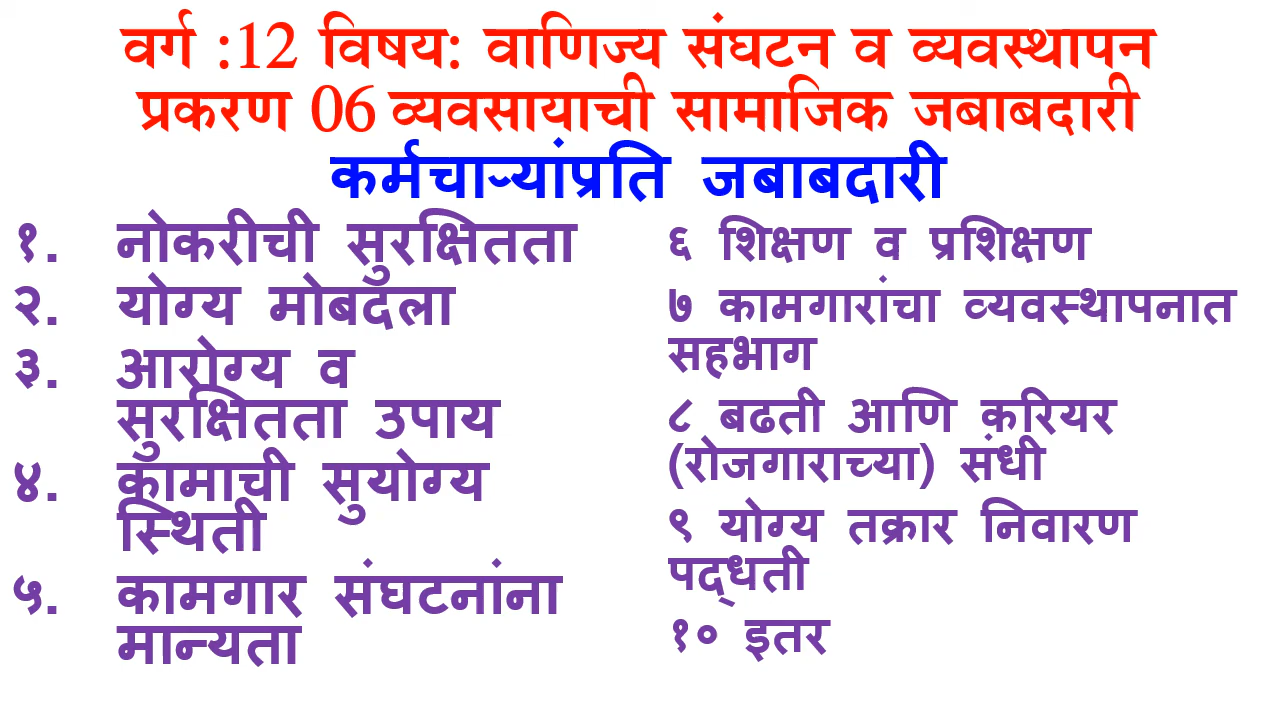 वर्ग :12 विषय: वाणिज्य संघटन व व्यवस्थापन
प्रकरण 06 व्यवसायाची सामाजिक जबाबदारी
कर्मचाऱ्यांप्रति जबाबदारी
१. नोकरीची सुरक्षितता
२. योग्य मोबदला
३. आरोग्य व
सुरक्षितता उपाय
४. कामाची सुयोग्य
स्थिती
५. कामगार संघटनांना
मान्यता
६ शिक्षण व प्रशिक्षण
७ कामगारांचा व्यवस्थापनात
सहभाग
८ बढती आणि करियर
(रोजगाराच्या) संधी
९ योग्य तक्रार निवारण
पद्धती
१० इतर